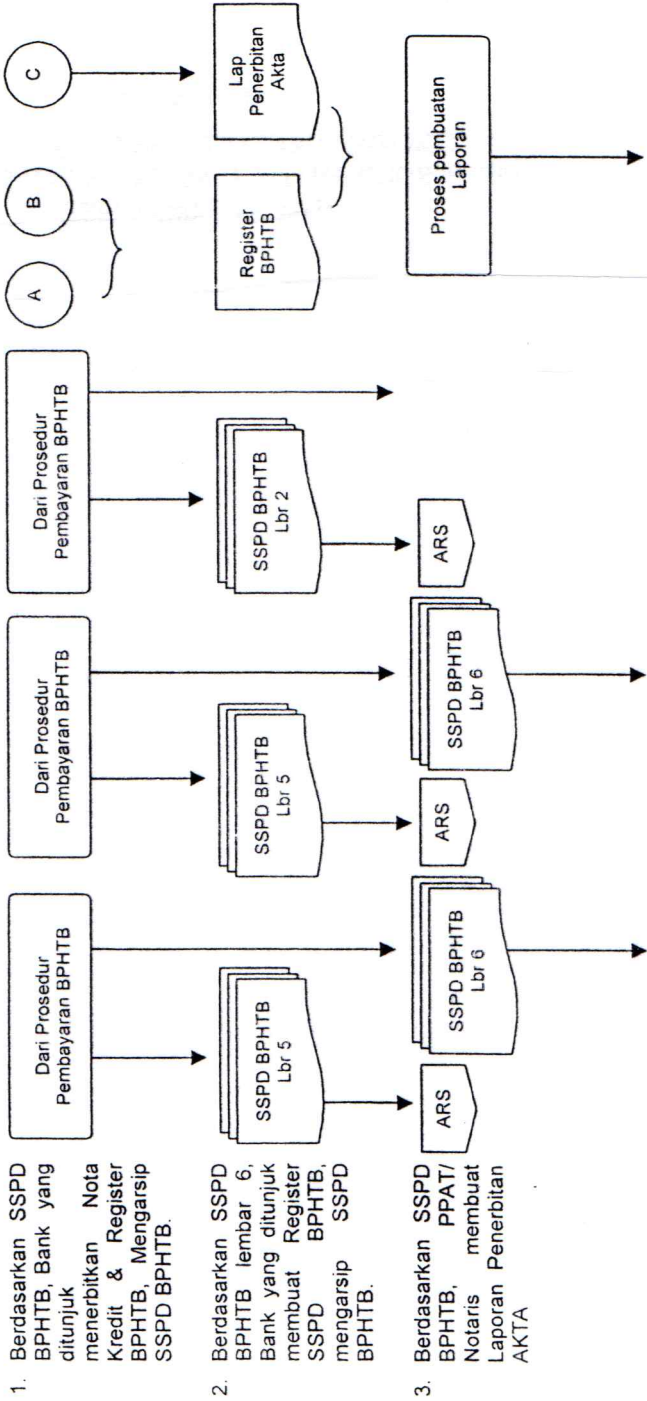 1. Berdasarkan SSPD
BPHTB, Bank yang
ditunjuk
menerbitkan Nota
Kredit & Register
BPHTB, Mengarsip
SSPD BPHTB.
2. Berdasarkan SSPD
BPHTB lembar 6,
Bank yang ditunjuk
membuat Register
SSPD BPHTB,
mengarsip SSPD
BPHTB.
3. Berdasarkan SSPD
BPHTB, PPAT/
Notaris membuat
Laporan Penerbitan
AKTA
Dari Prosedur
Pembayaran BPHTB
SSPD BPHTB
Lbr 5
ARS
SSPD BPHTB
Lbr 6
Dari Prosedur
Pembayaran BPHTB
SSPD BPHTB
Lbr 5
ARS
SSPD BPHTB
Lbr 6
Dari Prosedur
Pembayaran BPHTB
SSPD BPHTB
Lbr 2
ARS
A
B
C
Register
BPHTB
Lap
Penerbitan
Akta
Proses pembuatan
Laporan